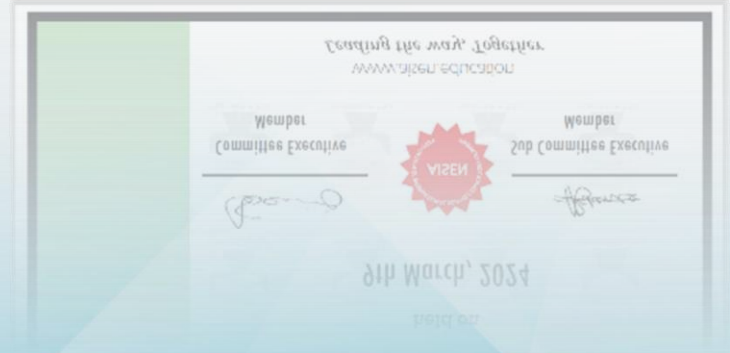 Leading the way, Together
www.aisen.education
Member
Member
Committee Executive
Sub Committee Executive
AISEN
9th March, 2024
held on